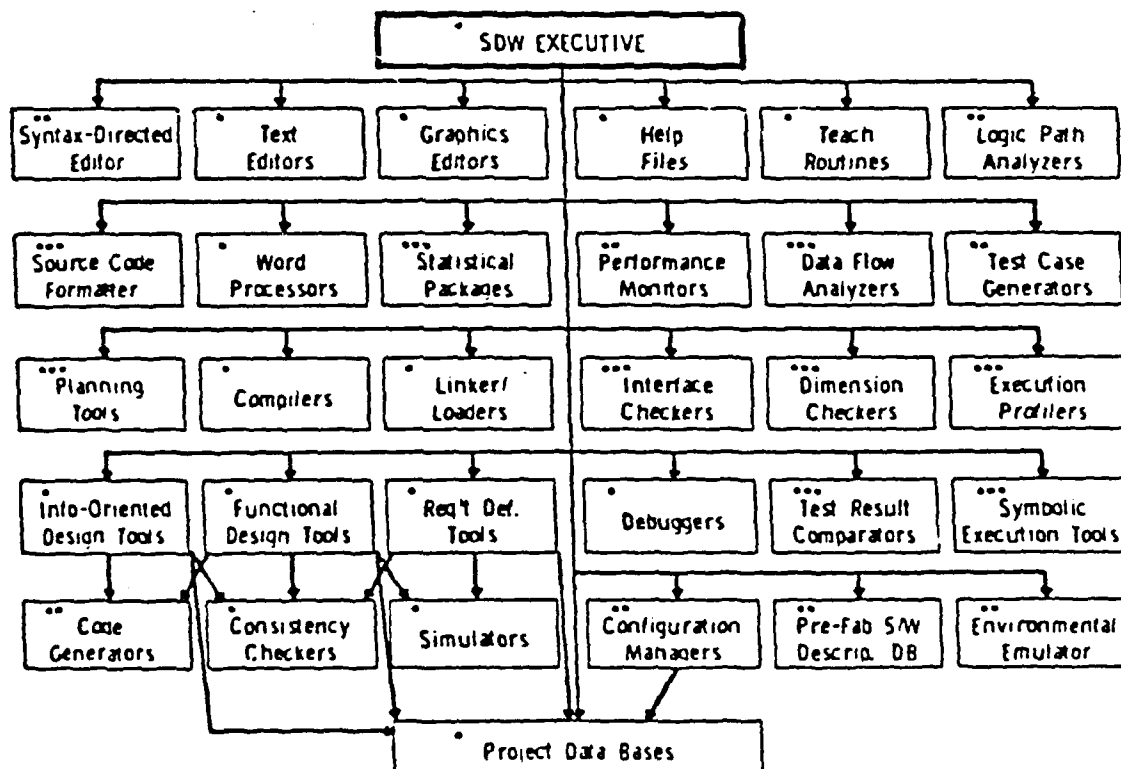 SDW EXECUTIVE
Syntax-Directed
Editor
Text
Editors
Graphics
Editors
Help
Files
Teach
Routines
Logic Path
Analyzers
Source Code
Formatter
Word
Processors
Statistical
Packages
Performance
Monitors
Data Flow
Analyzers
Test Case
Generators
Planning
Tools
Compilers
Linker/
Loaders
Interface
Checkers
Dimension
Checkers
Execution
Profilers
Info-Oriented
Design Tools
Functional
Design Tools
Req't Def.
Tools
Debuggers
Test Result
Comparators
Symbolic
Execution Tools
Code
Generators
Consistency
Checkers
Simulators
Configuration
Managers
Pre-Fab S/W
Descrip. DB
Environmental
Emulator
Project Data Bases